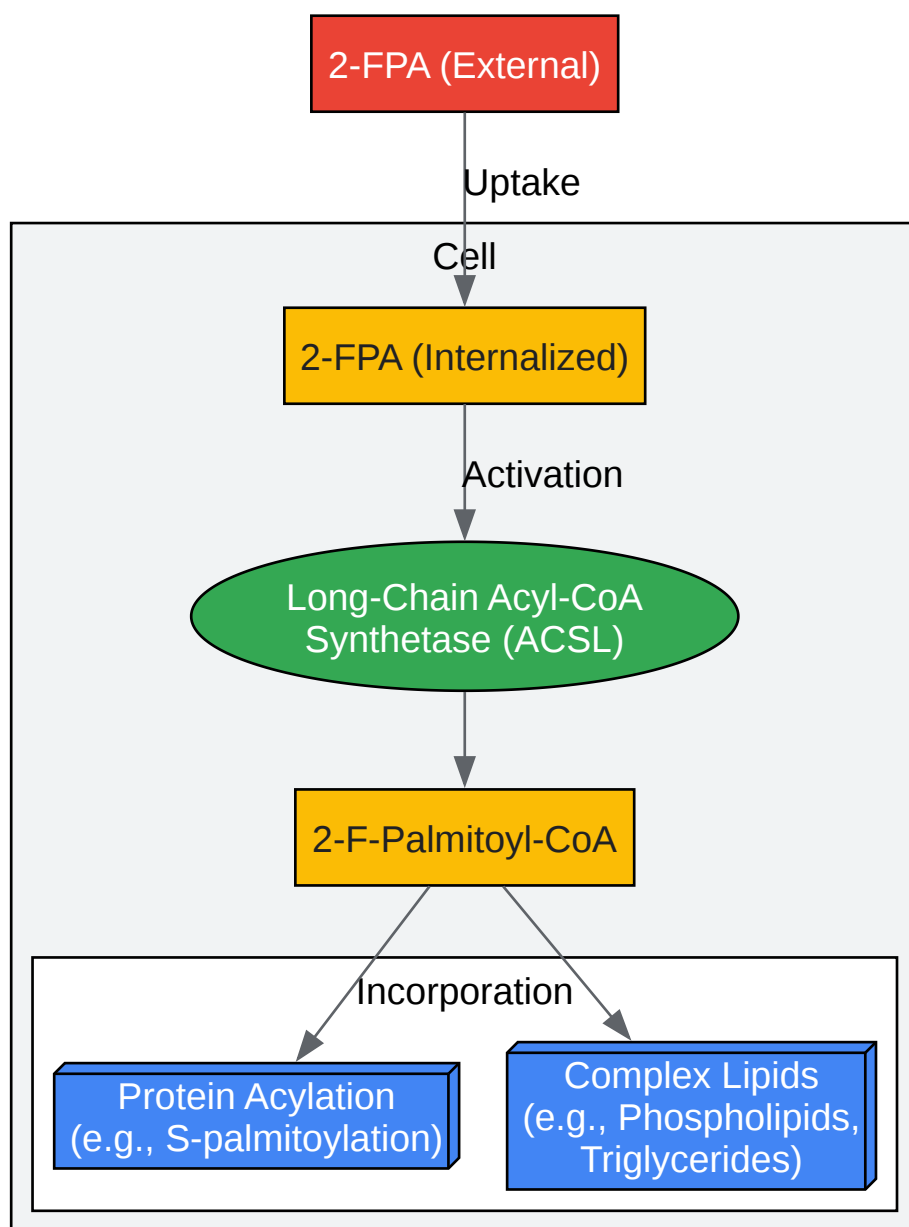 2-FPA (External)
Uptake
Cell
2-FPA (Internalized)
Activation
Long-Chain Acyl-CoA
Synthetase (ACSL)
2-F-Palmitoyl-CoA
Incorporation
Protein Acylation
(e.g., S-palmitoylation)
Complex Lipids
(e.g., Phospholipids,
Triglycerides)